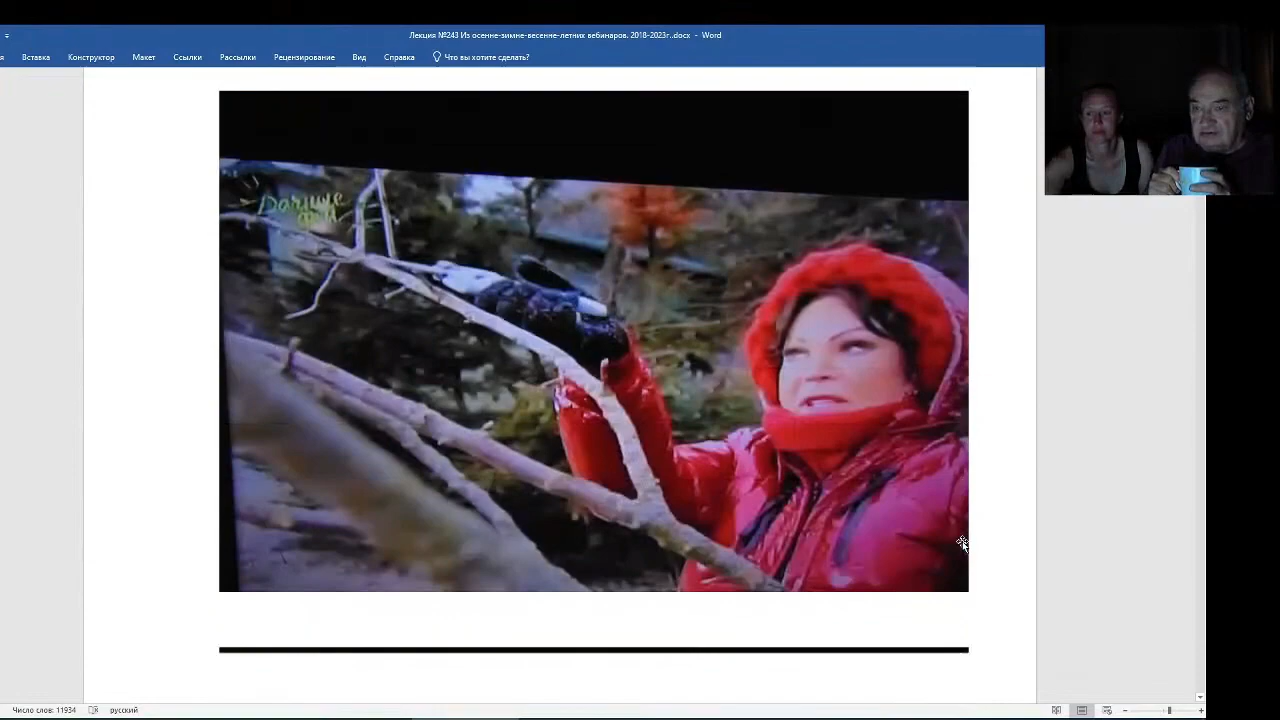 Лекция №243 Из осенне-зимне-весенне-летних вебинаров. 2018-2023г..docx - Word
Вставка Конструктор Макет Ссылки Рассылки Рецензирование Вид Справка Что вы хотите сделать?
Дачные
феи
Число слов: 11934 русский